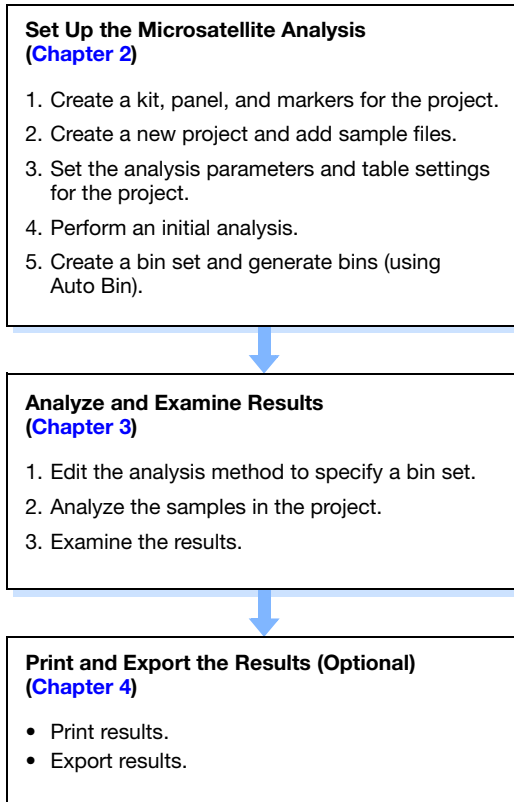 Set Up the Microsatellite Analysis
(Chapter 2)
1. Create a kit, panel, and markers for the project.
2. Create a new project and add sample files.
3. Set the analysis parameters and table settings
for the project.
4. Perform an initial analysis.
5. Create a bin set and generate bins (using
Auto Bin).
Analyze and Examine Results
(Chapter 3)
1. Edit the analysis method to specify a bin set.
2. Analyze the samples in the project.
3. Examine the results.
Print and Export the Results (Optional)
(Chapter 4)
• Print results.
• Export results.